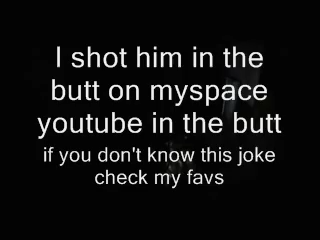 I shot him in the
butt on myspace
youtube in the butt
if you don't know this joke
check my favs